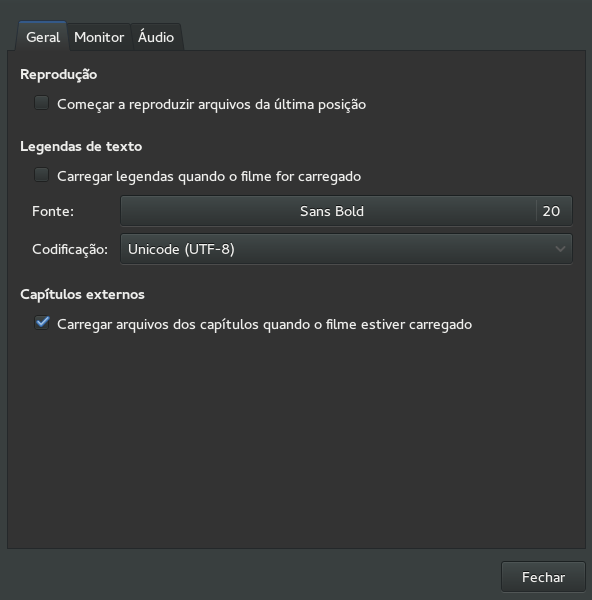 Geral Monitor Áudio
Reprodução
Começar a reproduzir arquivos da última posição
Legendas de texto
Carregar legendas quando o filme for carregado
Fonte: Sans Bold 20
Codificação: Unicode (UTF-8)
Capítulos externos
Carregar arquivos dos capítulos quando o filme estiver carregado
Fechar